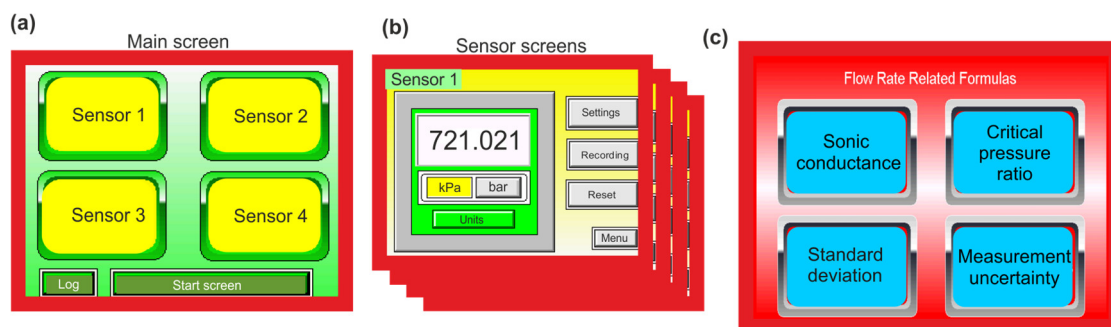 (a)
Main screen
Sensor 1
Sensor 2
Sensor 3
Sensor 4
Log
Start screen
(b)
Sensor screens
Sensor 1
721.021
kPa
bar
Units
Settings
Recording
Reset
Menu
(c)
Flow Rate Related Formulas
Sonic
conductance
Critical
pressure
ratio
Standard
deviation
Measurement
uncertainty